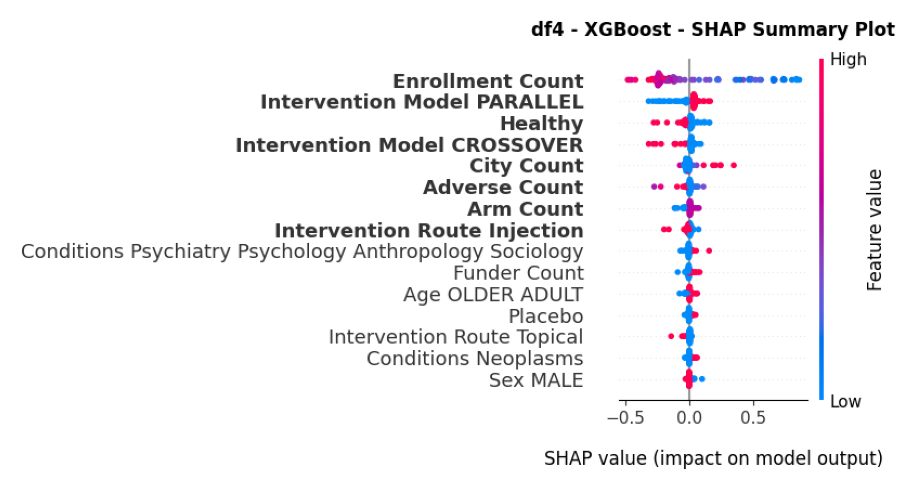 df4 - XGBoost - SHAP Summary Plot
High
Enrollment Count
Intervention Model PARALLEL
Healthy
Intervention Model CROSSOVER
City Count
Adverse Count
Arm Count
Intervention Route Injection
Conditions Psychiatry Psychology Anthropology Sociology
Funder Count
Age OLDER ADULT
Placebo
Intervention Route Topical
Conditions Neoplasms
Sex MALE
Feature value
Low
−0.5 0.0 0.5
SHAP value (impact on model output)